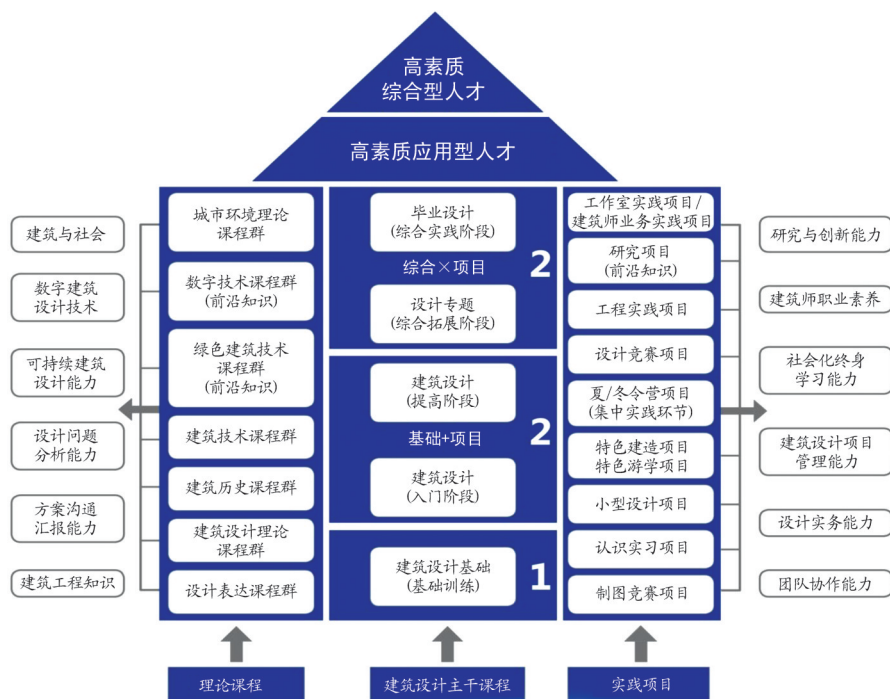 高素质
综合型人才
高素质应用型人才
建筑与社会
数字建筑
设计技术
可持续建筑
设计能力
设计问题
分析能力
方案沟通
汇报能力
建筑工程知识
城市环境理论
课程群
数字技术课程群
(前沿知识)
绿色建筑技术
课程群
(前沿知识)
建筑技术课程群
建筑历史课程群
建筑设计理论
课程群
设计表达课程群
毕业设计
(综合实践阶段)
综合×项目
2
设计专题
(综合拓展阶段)
建筑设计
(提高阶段)
基础+项目
2
建筑设计
(入门阶段)
建筑设计基础
(基础训练)
1
工作室实践项目/
建筑师业务实践项目
研究项目
(前沿知识)
工程实践项目
设计竞赛项目
夏/冬令营项目
(集中实践环节)
特色建造项目
特色游学项目
小型设计项目
认识实习项目
制图竞赛项目
研究与创新能力
建筑师职业素养
社会化终身
学习能力
建筑设计项目
管理能力
设计实务能力
团队协作能力
理论课程
建筑设计主干课程
实践项目